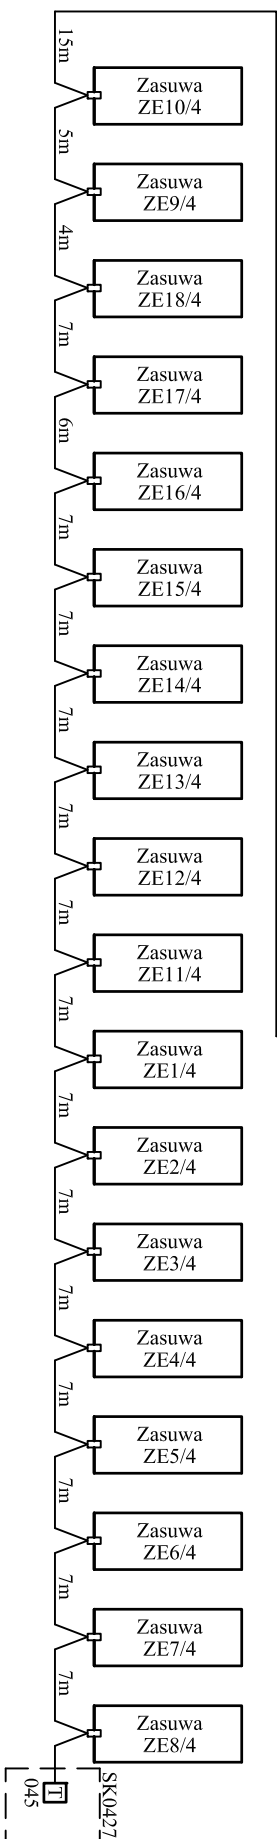 15m
Zasuwa
ZE10/4
5m
Zasuwa
ZE9/4
4m
Zasuwa
ZE18/4
7m
Zasuwa
ZE17/4
6m
Zasuwa
ZE16/4
7m
Zasuwa
ZE15/4
7m
Zasuwa
ZE14/4
7m
Zasuwa
ZE13/4
7m
Zasuwa
ZE12/4
7m
Zasuwa
ZE11/4
7m
Zasuwa
ZE1/4
7m
Zasuwa
ZE2/4
7m
Zasuwa
ZE3/4
7m
Zasuwa
ZE4/4
7m
Zasuwa
ZE5/4
7m
Zasuwa
ZE6/4
7m
Zasuwa
ZE7/4
7m
Zasuwa
ZE8/4
SK0427
T
045